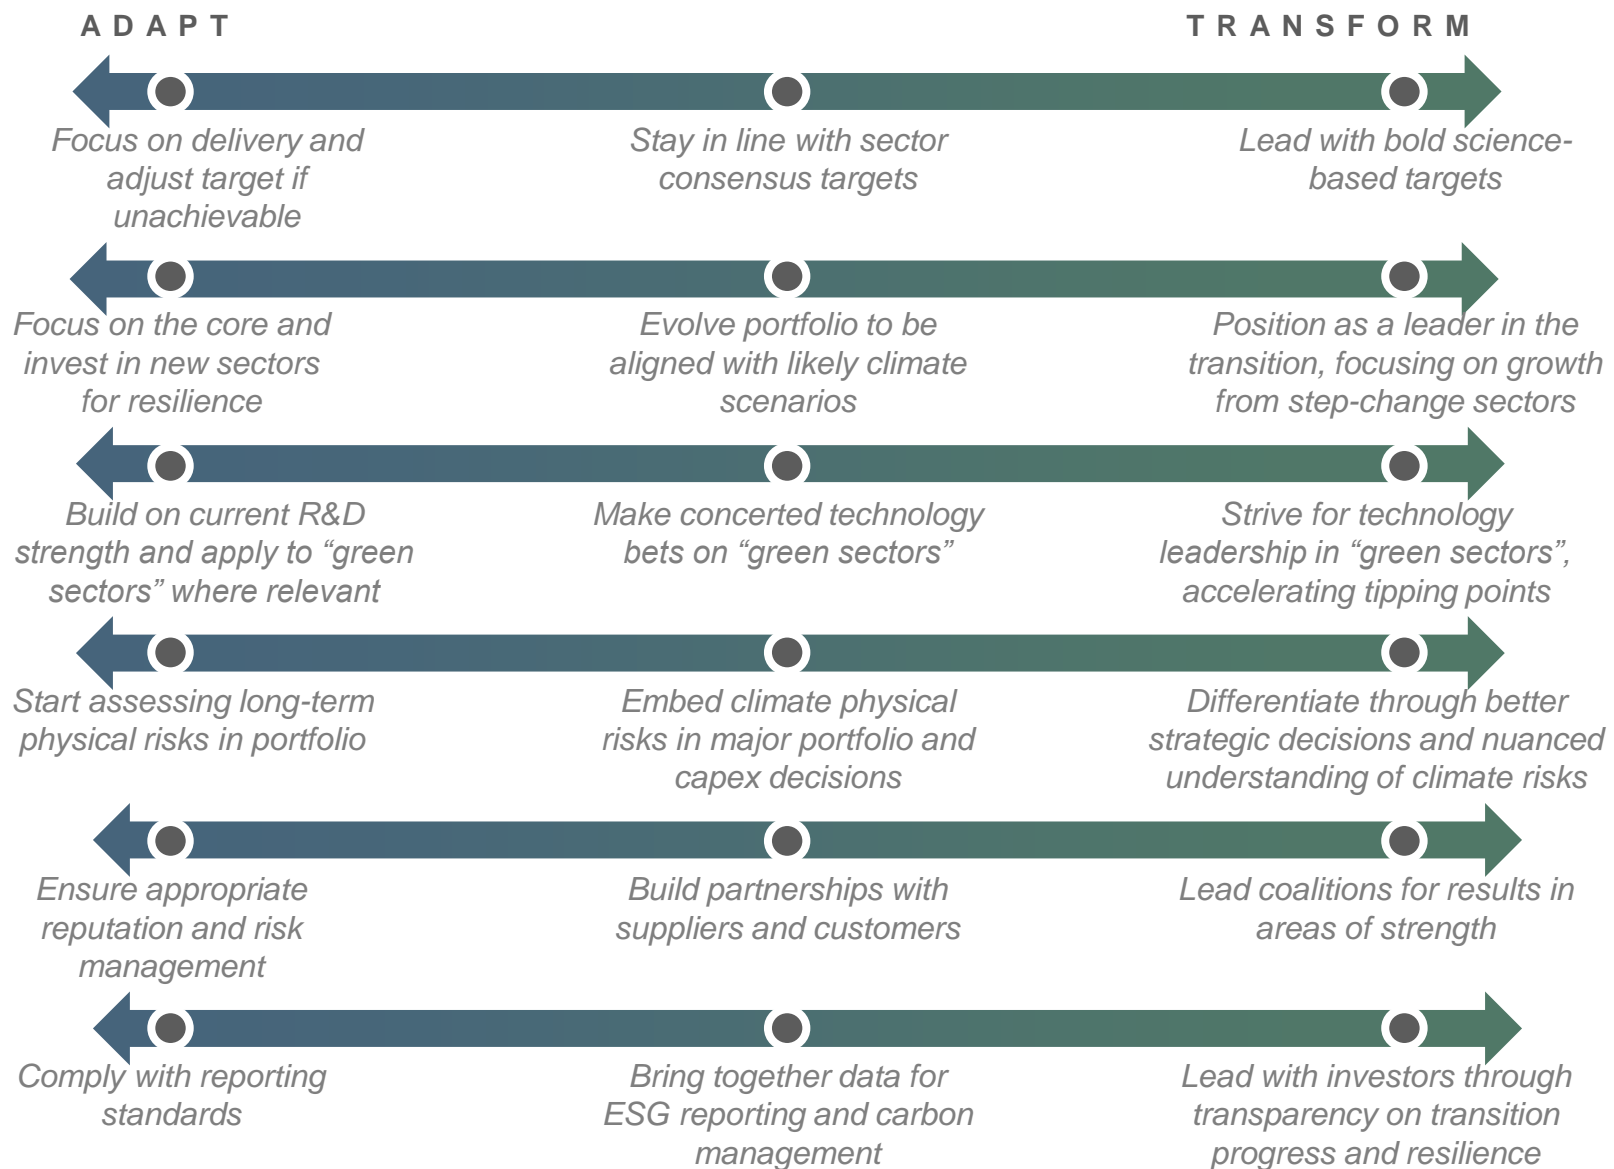 ADAPT
TRANSFORM
Focus on delivery and
adjust target if
unachievable
Stay in line with sector
consensus targets
Lead with bold science-
based targets
Focus on the core and
invest in new sectors
for resilience
Evolve portfolio to be
aligned with likely climate
scenarios
Position as a leader in the
transition, focusing on growth
from step-change sectors
Build on current R&D
strength and apply to “green
sectors” where relevant
Make concerted technology
bets on “green sectors”
Strive for technology
leadership in “green sectors”,
accelerating tipping points
Start assessing long-term
physical risks in portfolio
Embed climate physical
risks in major portfolio and
capex decisions
Differentiate through better
strategic decisions and nuanced
understanding of climate risks
Ensure appropriate
reputation and risk
management
Build partnerships with
suppliers and customers
Lead coalitions for results in
areas of strength
Comply with reporting
standards
Bring together data for
ESG reporting and carbon
management
Lead with investors through
transparency on transition
progress and resilience